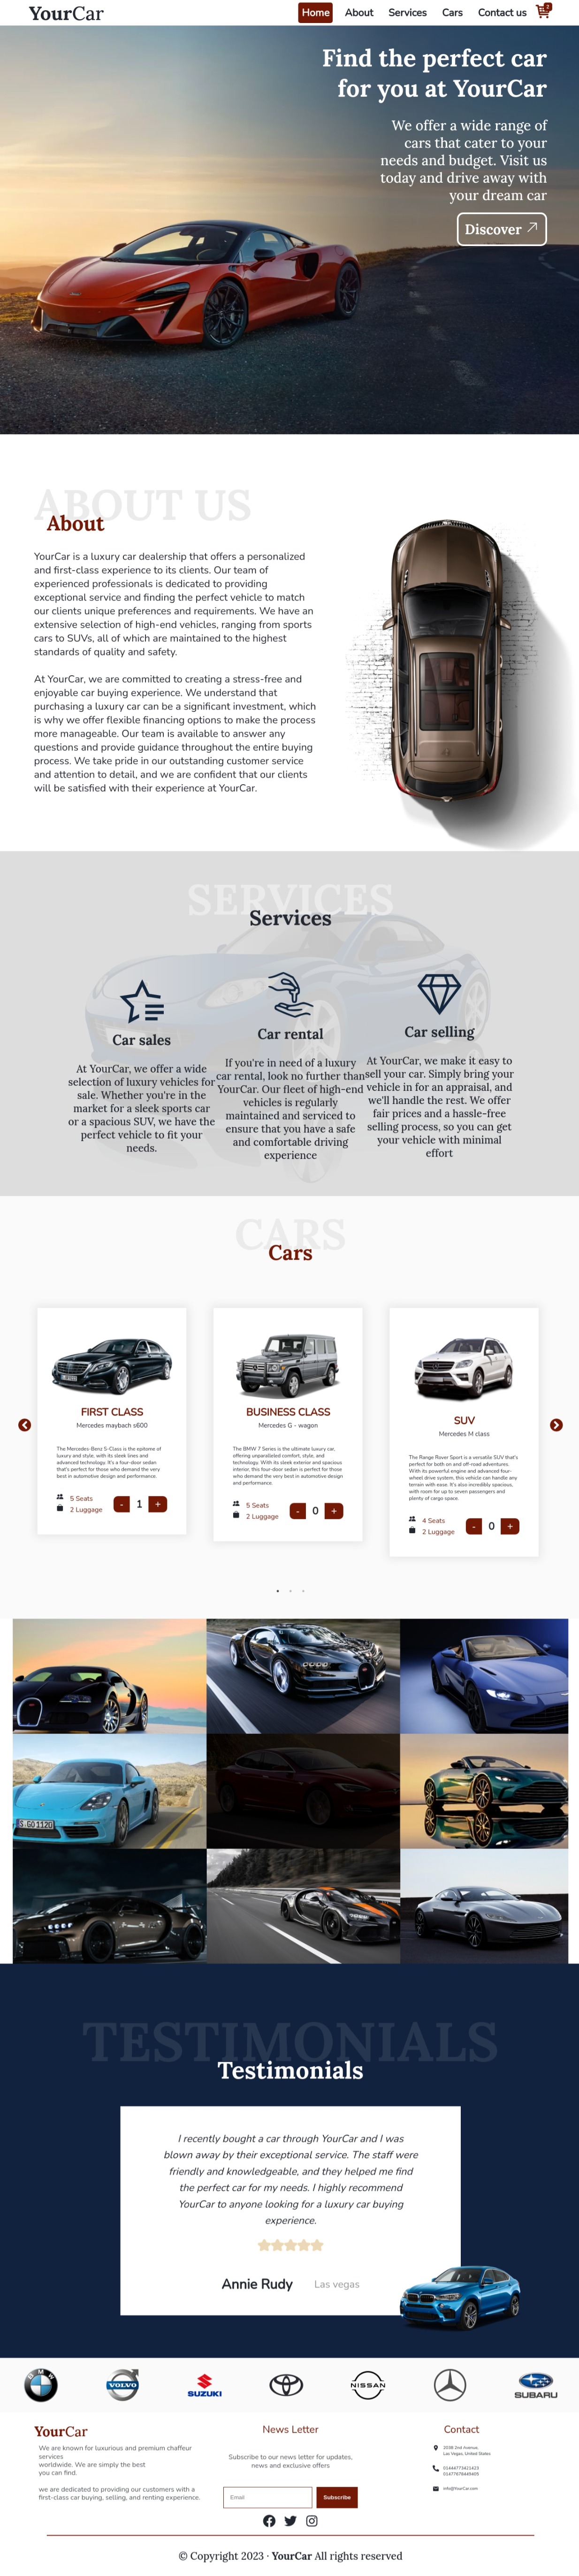 YourCar
Home About Services Cars Contact us 1
Find the perfect car
for you at YourCar
We offer a wide range of
cars that cater to your
needs and budget. Visit us
today and drive away with
your dream car
Discover
ABOUT US
About
YourCar is a luxury car dealership that offers a personalized
and first-class experience to its clients. Our team of
experienced professionals is dedicated to providing
exceptional service and finding the perfect vehicle to match
our clients unique preferences and requirements. We have an
extensive selection of high-end vehicles, ranging from sports
cars to SUVs, all of which are maintained to the highest
standards of quality and safety.
At YourCar, we are committed to creating a stress-free and
enjoyable car buying experience. We understand that
purchasing a luxury car can be a significant investment, which
is why we offer flexible financing options to make the process
more manageable. Our team is available to answer any
questions and provide guidance throughout the entire buying
process. We take pride in our outstanding customer service
and attention to detail, and we are confident that our clients
will be satisfied with their experience at YourCar.
SERVICES
Services
Car sales
At YourCar, we offer a wide
selection of luxury vehicles for
sale. Whether you're in the
market for a sleek sports car
or a spacious SUV, we have the
perfect vehicle to fit your
needs.
Car rental
If you're in need of a luxury
car rental, look no further than
YourCar. Our fleet of high-end
vehicles is regularly
maintained and serviced to
ensure that you have a safe
and comfortable driving
experience
Car selling
At YourCar, we make it easy to
sell your car. Simply bring your
vehicle in for an appraisal, and
we'll handle the rest. We offer
fair prices and a hassle-free
selling process, so you can get
your vehicle with minimal
effort
CARS
Cars
FIRST CLASS
Mercedes maybach s600
The Mercedes-Benz S-Class is the epitome of
luxury and style, with its sleek lines and
advanced technology. It's a four-door sedan
that's perfect for those who demand the very
best in automotive design and performance.
5 Seats
2 Luggage
- 1 +
BUSINESS CLASS
Mercedes G - wagon
The BMW 7 Series is the ultimate luxury car,
offering unparalleled comfort, style, and
technology. With its sleek exterior and spacious
interior, this four-door sedan is perfect for those
who demand the very best in automotive design
and performance.
5 Seats
2 Luggage
- 0 +
SUV
Mercedes M class
The Range Rover Sport is a versatile SUV that's
perfect for both on and off-road adventures.
With its powerful engine and advanced four-
wheel drive system, this vehicle can handle any
terrain with ease. It's also incredibly spacious,
with room for up to seven passengers and
plenty of cargo space.
4 Seats
2 Luggage
- 0 +
S GO 1120
TESTIMONIALS
Testimonials
I recently bought a car through YourCar and I was
blown away by their exceptional service. The staff were
friendly and knowledgeable, and they helped me find
the perfect car for my needs. I highly recommend
YourCar to anyone looking for a luxury car buying
experience.
Annie Rudy Las vegas
BMW VOLVO SUZUKI NISSAN SUBARU
YourCar
We are known for luxurious and premium chaffeur
services
worldwide. We are simply the best
you can find.
we are dedicated to providing our customers with a
first-class car buying, selling, and renting experience.
News Letter
Subscribe to our news letter for updates,
news and exclusive offers
Email
Subscribe
Contact
2038 2nd Avenue,
Las Vegas, United States
info@YourCar.com
© Copyright 2023 · YourCar All rights reserved